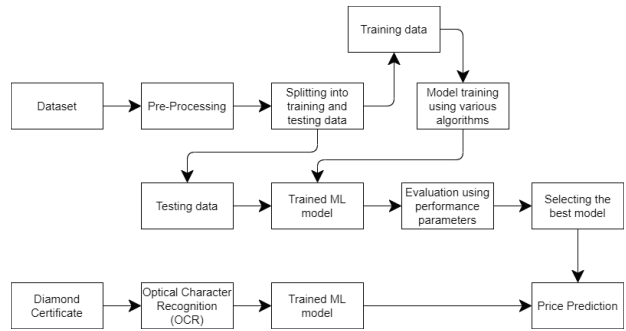 Training data
Dataset
Pre-Processing
Splitting into
training and
testing data
Model training
using various
algorithms
Testing data
Trained ML
model
Evaluation using
performance
parameters
Selecting the
best model
Diamond
Certificate
Optical Character
Recognition
(OCR)
Trained ML
model
Price Prediction